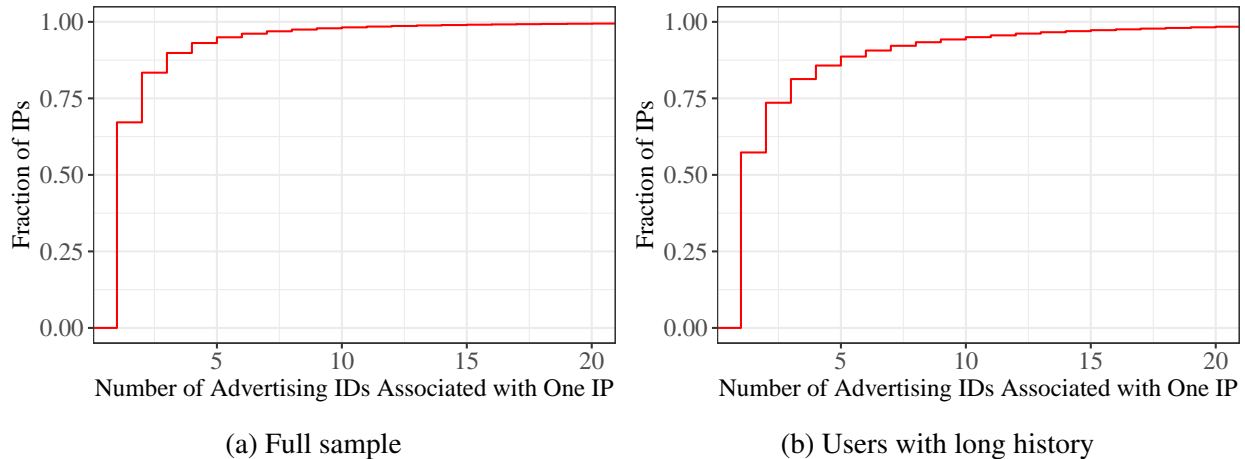 Fraction of IPs
1.00
0.75
0.50
0.25
0.00
5 10 15 20
Number of Advertising IDs Associated with One IP
(a) Full sample
Fraction of IPs
1.00
0.75
0.50
0.25
0.00
5 10 15 20
Number of Advertising IDs Associated with One IP
(b) Users with long history